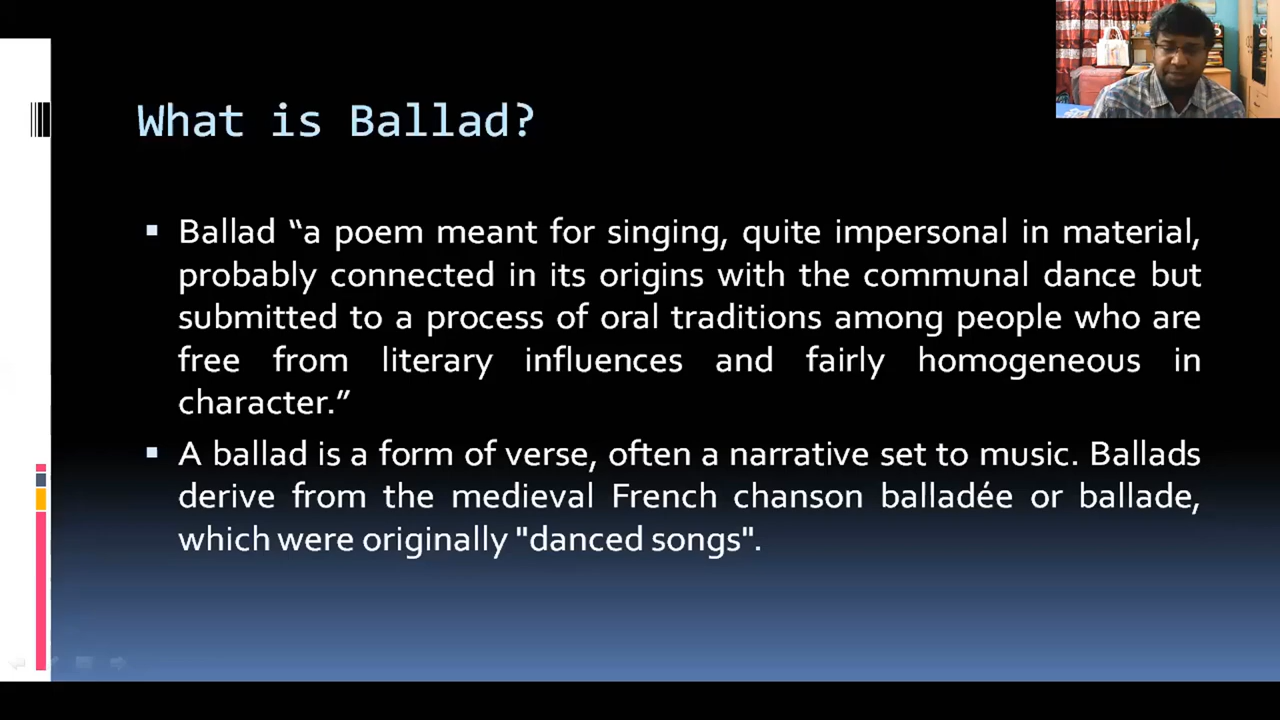 What is Ballad?
Ballad “a poem meant for singing, quite impersonal in material,
probably connected in its origins with the communal dance but
submitted to a process of oral traditions among people who are
free from literary influences and fairly homogeneous in
character.”
A ballad is a form of verse, often a narrative set to music. Ballads
derive from the medieval French chanson balladée or ballade,
which were originally "danced songs".